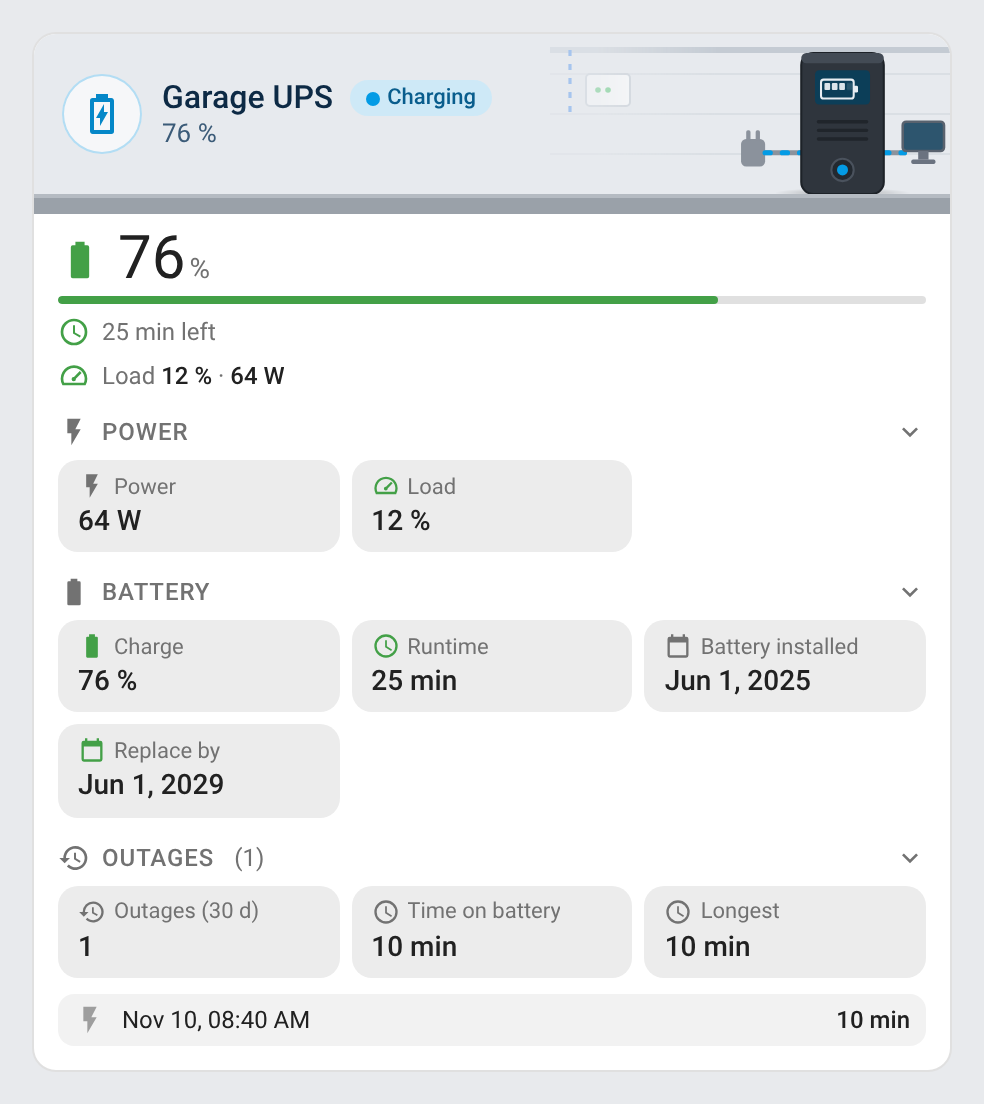 Garage UPS
Charging
76 %
76 %
25 min left
Load 12 % · 64 W
POWER
Power
64 W
Load
12 %
BATTERY
Charge
76 %
Runtime
25 min
Battery installed
Jun 1, 2025
Replace by
Jun 1, 2029
OUTAGES (1)
Outages (30 d)
1
Time on battery
10 min
Longest
10 min
Nov 10, 08:40 AM
10 min